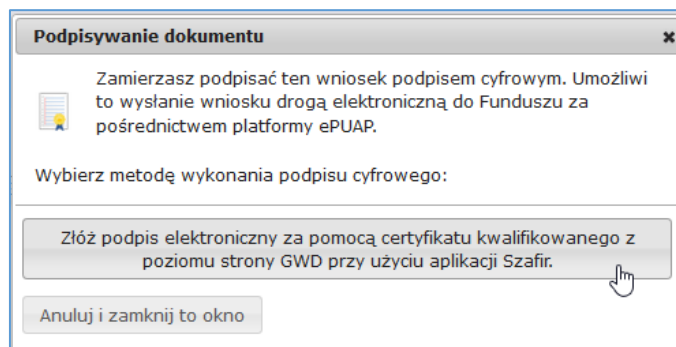 Podpisywanie dokumentu
Zamierzasz podpisać ten wniosek podpisem cyfrowym. Umożliwi
to wysłanie wniosku drogą elektroniczną do Funduszu za
pośrednictwem platformy ePUAP.
Wybierz metodę wykonania podpisu cyfrowego:
Złóż podpis elektroniczny za pomocą certyfikatu kwalifikowanego z
poziomu strony GWD przy użyciu aplikacji Szafir.
Anuluj i zamknij to okno